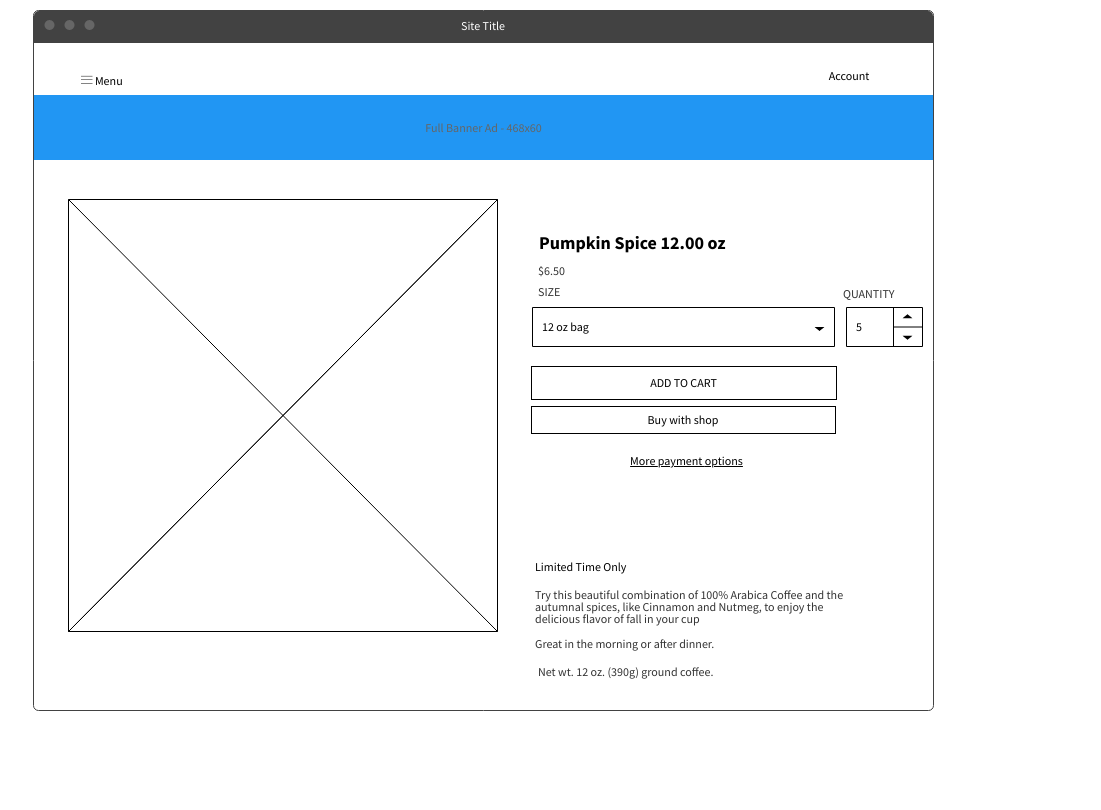 Site Title
Menu
Account
Full Banner Ad - 468x60
Pumpkin Spice 12.00 oz
$6.50
SIZE
QUANTITY
12 oz bag
5
ADD TO CART
Buy with shop
More payment options
Limited Time Only
Try this beautiful combination of 100% Arabica Coffee and the
autumnal spices, like Cinnamon and Nutmeg, to enjoy the
delicious flavor of fall in your cup
Great in the morning or after dinner.
Net wt. 12 oz. (390g) ground coffee.